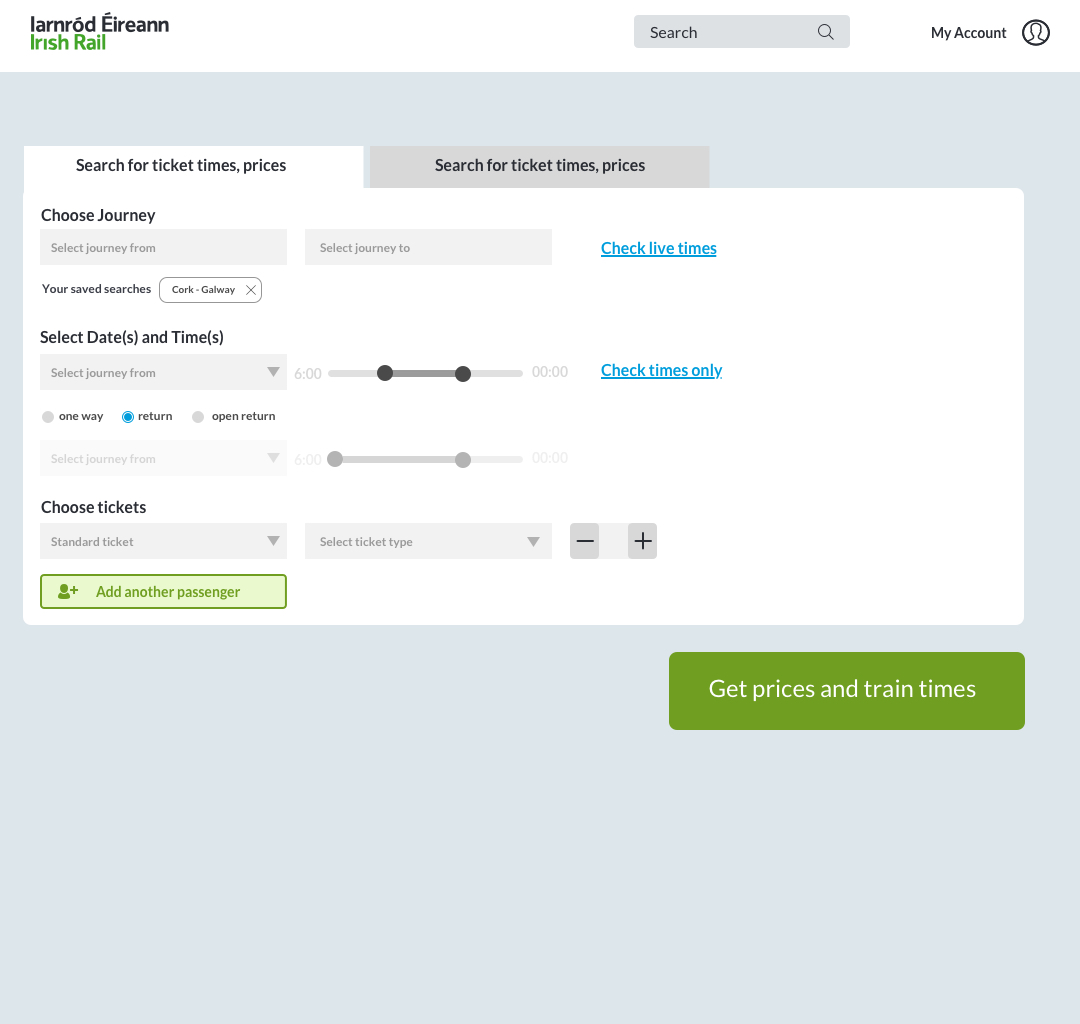 Iarnród Éireann
Irish Rail
Search
My Account
Search for ticket times, prices
Search for ticket times, prices
Choose Journey
Select journey from
Select journey to
Check live times
Your saved searches
Cork - Galway
Select Date(s) and Time(s)
Select journey from
6:00
00:00
Check times only
one way
return
open return
Select journey from
6:00
00:00
Choose tickets
Standard ticket
Select ticket type
Add another passenger
Get prices and train times